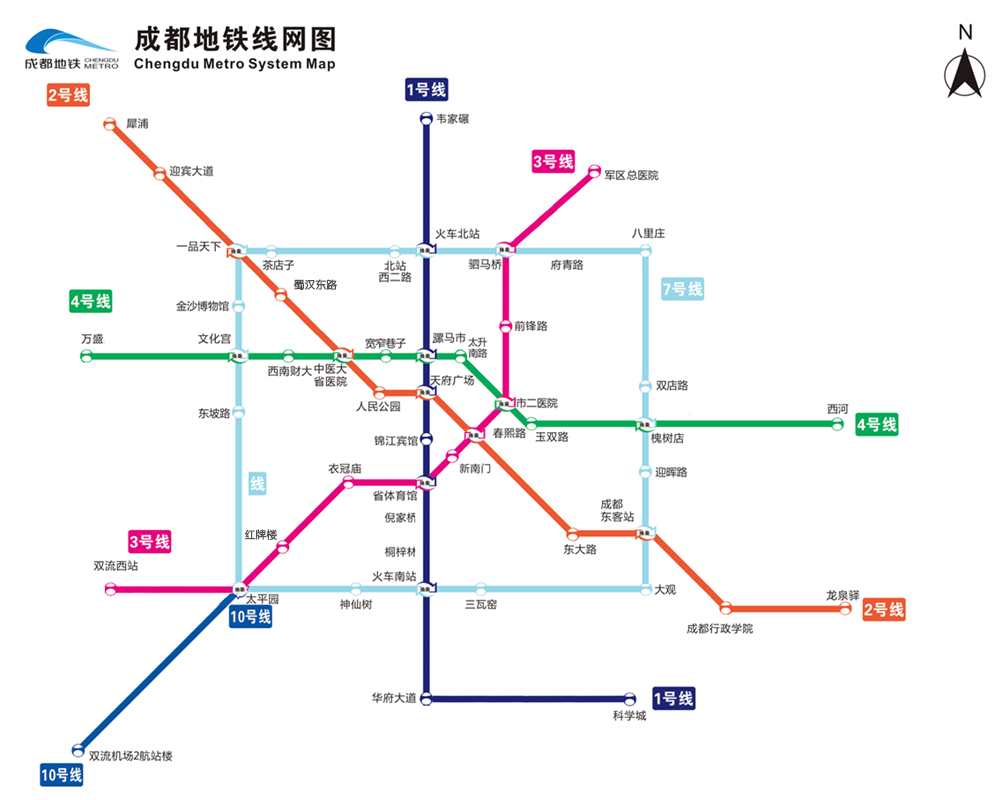 成都地铁 CHENGDU METRO
成都地铁线网图
Chengdu Metro System Map
N
2号线
1号线
韦家碾
犀浦
3号线
迎宾大道
军区总医院
一品天下
火车北站
八里庄
茶店子
北站
西二路
驷马桥
府青路
蜀汉东路
7号线
4号线
金沙博物馆
前锋路
万盛
文化宫
宽窄巷子
骡马市
太升
南路
西南财大
中医大
省医院
天府广场
双店路
人民公园
市二医院
东坡路
西河
4号线
春熙路
玉双路
槐树店
锦江宾馆
衣冠庙
新南门
迎晖路
线
省体育馆
成都
东客站
倪家桥
红牌楼
3号线
东大路
桐梓材
双流西站
火车南站
太平园
神仙树
三瓦窑
大观
龙泉驿
10号线
2号线
成都行政学院
华府大道
1号线
科学城
双流机场2航站楼
10号线